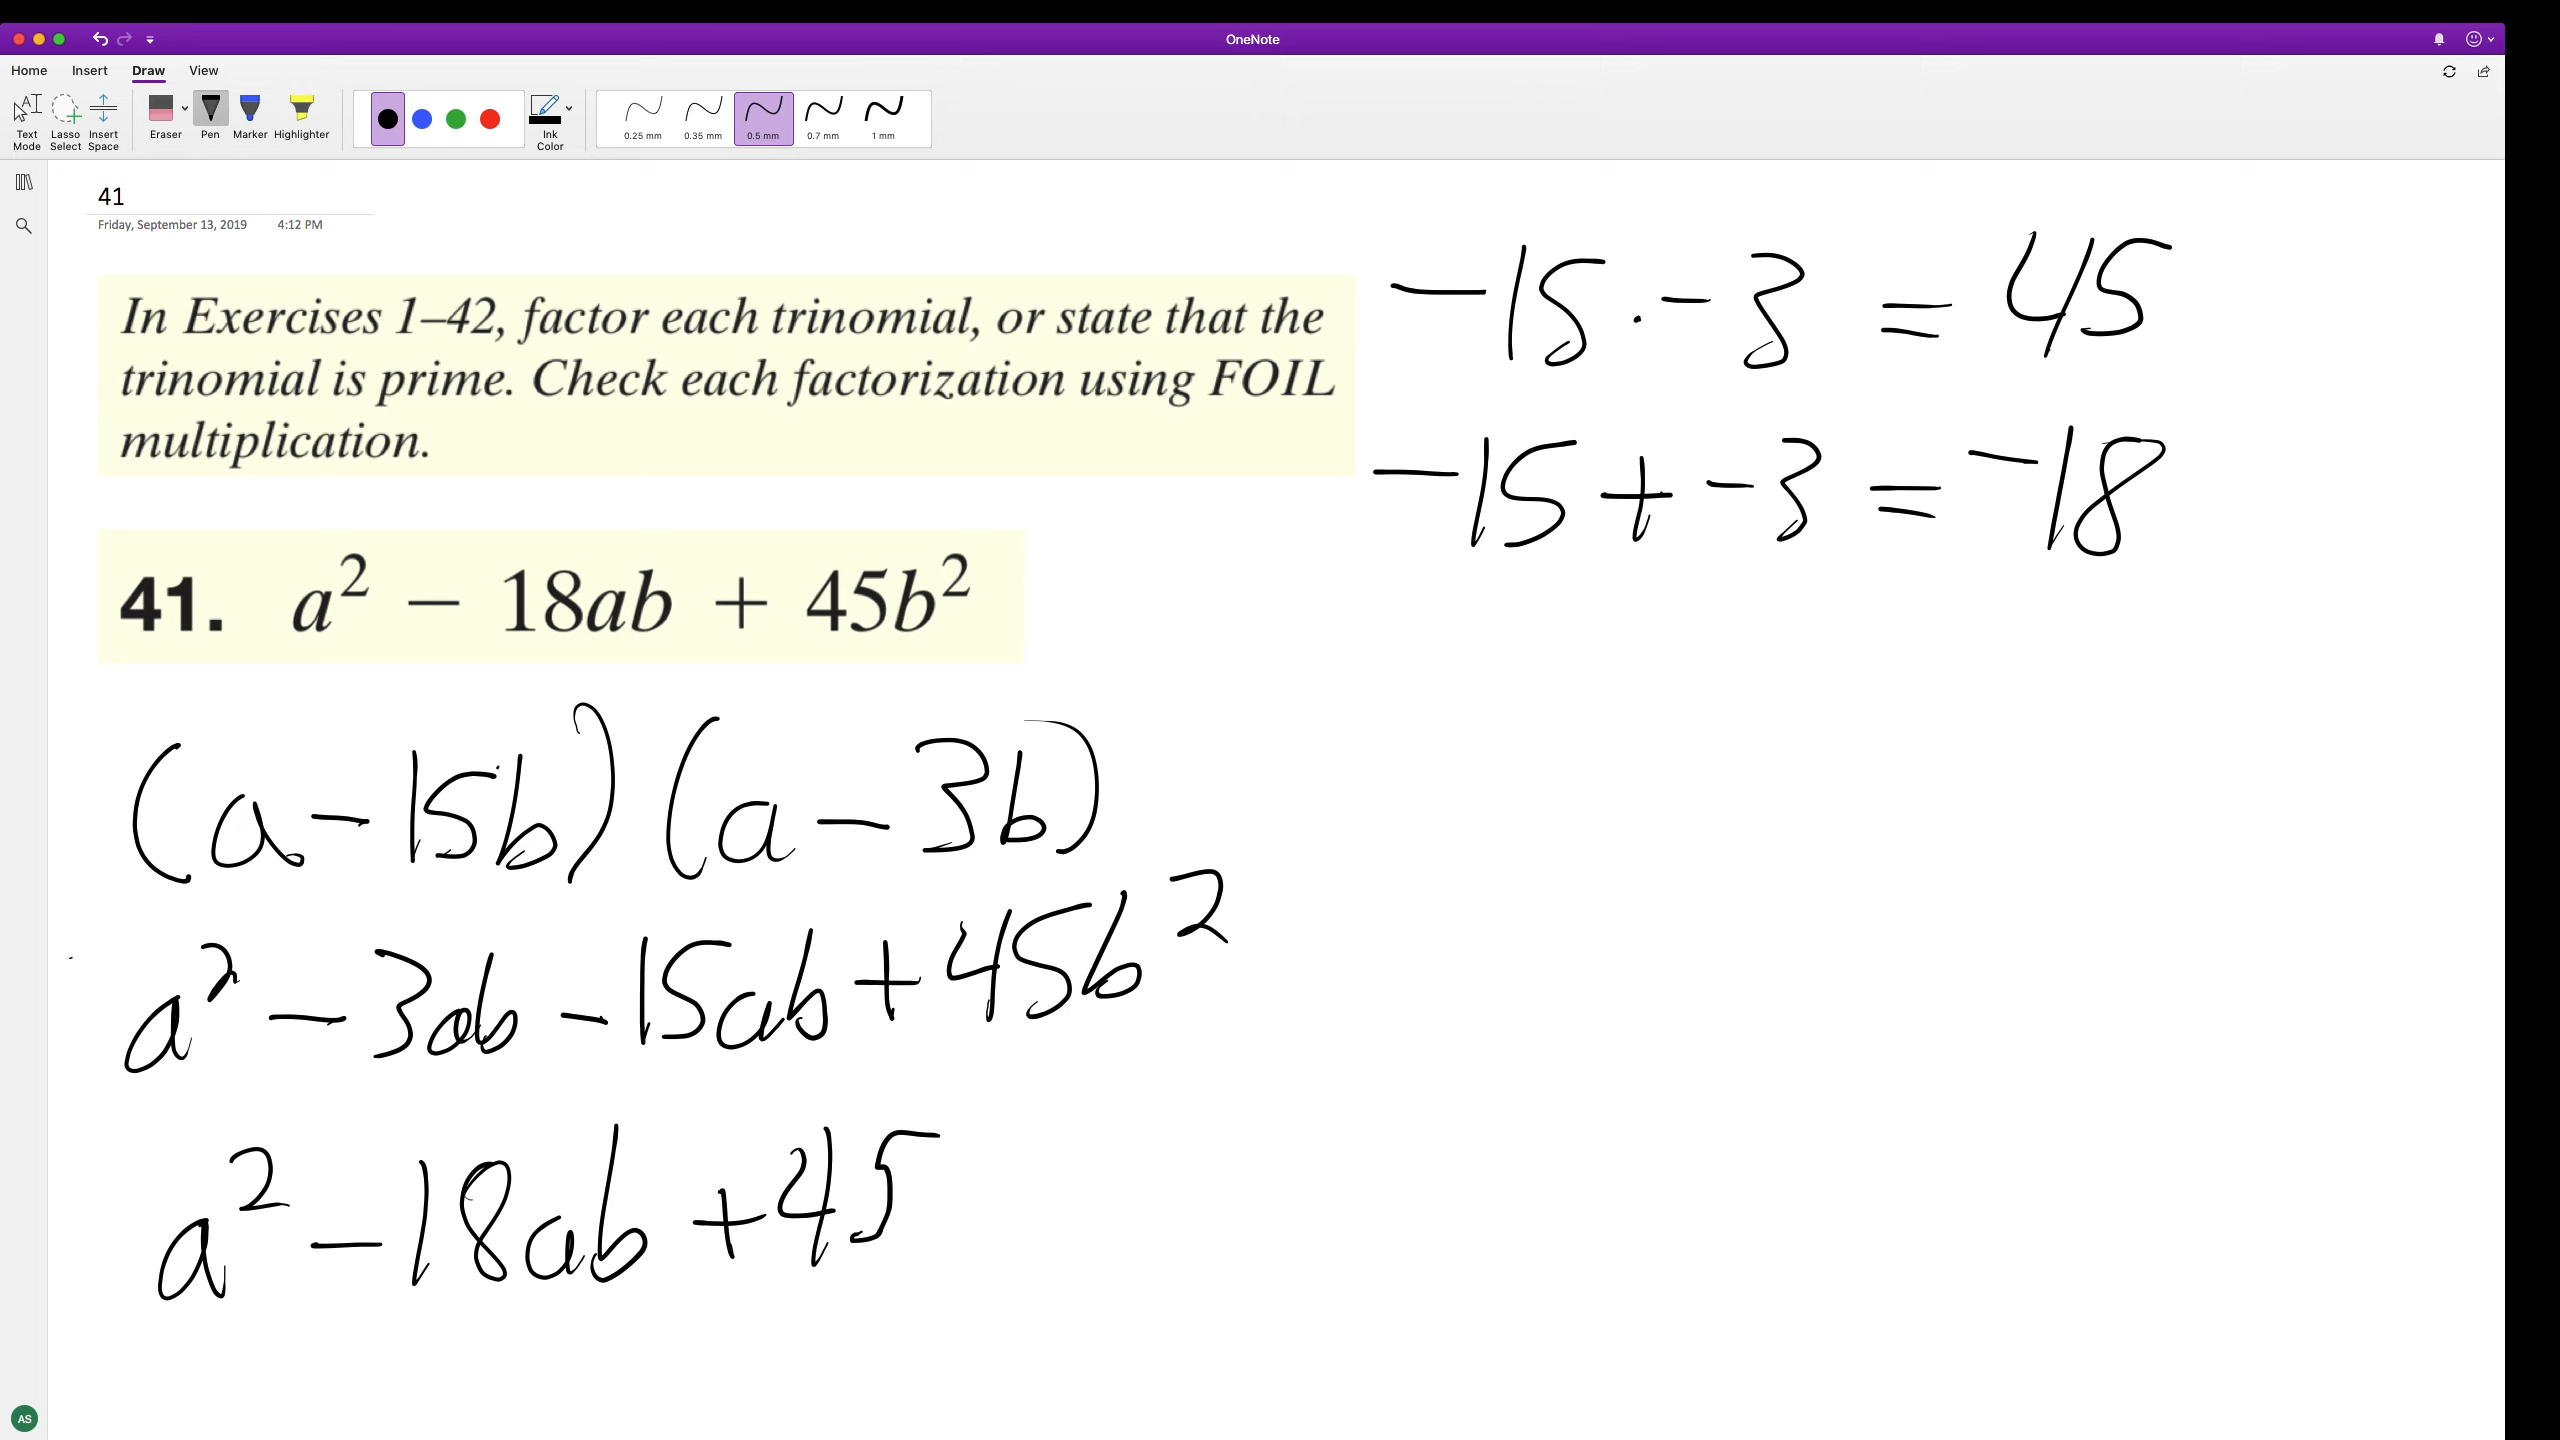 OneNote
Home Insert Draw View
Text Mode Lasso Select Insert Space Eraser Pen Marker Highlighter Ink Color 0.25 mm 0.35 mm 0.5 mm 0.7 mm 1 mm
41
Friday, September 13, 2019 4:12 PM
In Exercises 1–42, factor each trinomial, or state that the
trinomial is prime. Check each factorization using FOIL
multiplication.
-15 · -3 = 45
-15 + -3 = -18
41. a² − 18ab + 45b²
(a - 15b) (a - 3b)
a² - 3ab - 15ab + 45b²
a² - 18ab + 45
AS